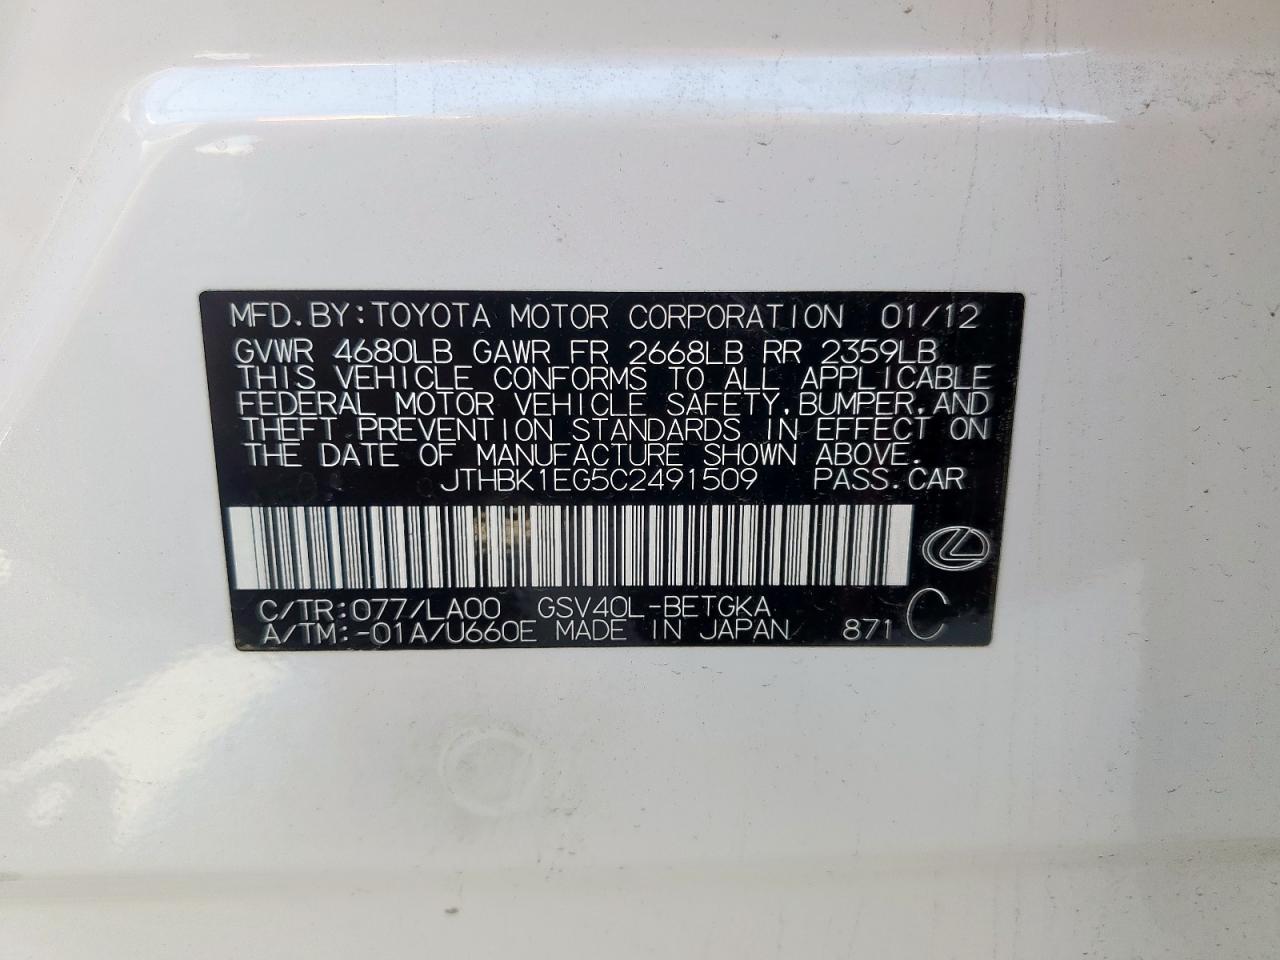 MFD.BY:TOYOTA MOTOR CORPORATION 01/12
GVWR 4680LB GAWR FR 2668LB RR 2359LB
THIS VEHICLE CONFORMS TO ALL APPLICABLE
FEDERAL MOTOR VEHICLE SAFETY,BUMPER,AND
THEFT PREVENTION STANDARDS IN EFFECT ON
THE DATE OF MANUFACTURE SHOWN ABOVE.
JTHBK1EG5C2491509 PASS.CAR
C/TR:077/LA00 GSV40L-BETGKA C
A/TM:-01A/U660E MADE IN JAPAN 871